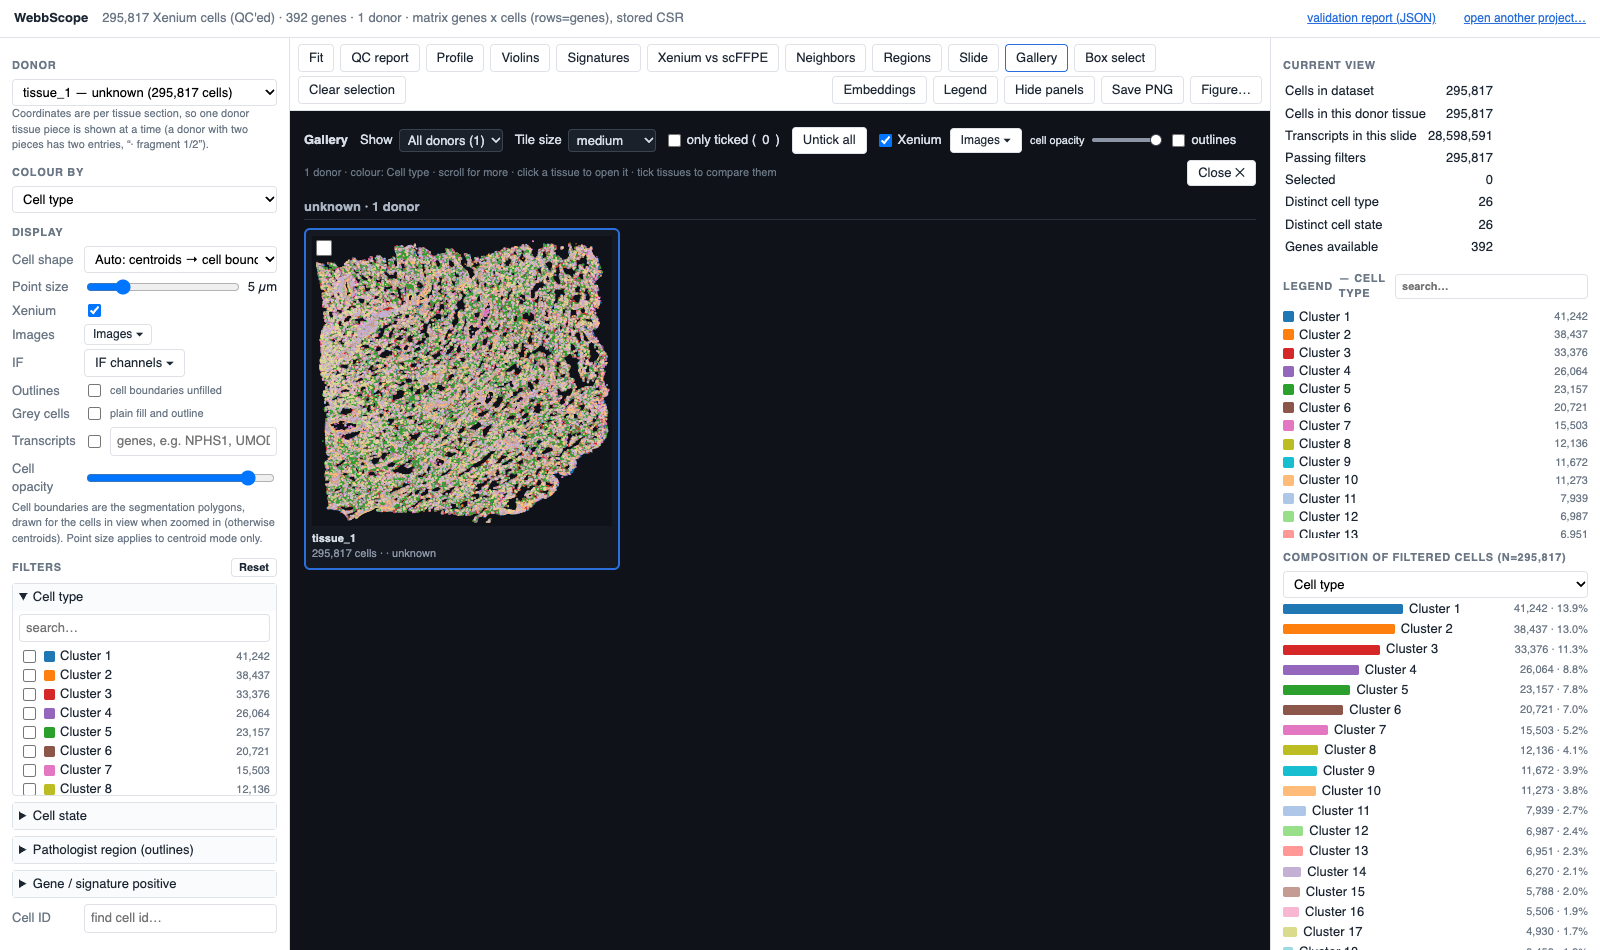 WebbScope 295,817 Xenium cells (QC'ed) · 392 genes · 1 donor · matrix genes x cells (rows=genes), stored CSR validation report (JSON) open another project…
DONOR
tissue_1 — unknown (295,817 cells)
Coordinates are per tissue section, so one donor
tissue piece is shown at a time (a donor with two
pieces has two entries, “· fragment 1/2”).
COLOUR BY
Cell type
DISPLAY
Cell shape Auto: centroids → cell bounc
Point size 5 µm
Xenium
Images Images
IF IF channels
Outlines cell boundaries unfilled
Grey cells plain fill and outline
Transcripts genes, e.g. NPHS1, UMOD
Cell
opacity
Cell boundaries are the segmentation polygons,
drawn for the cells in view when zoomed in (otherwise
centroids). Point size applies to centroid mode only.
FILTERS Reset
Cell type
search…
Cluster 1 41,242
Cluster 2 38,437
Cluster 3 33,376
Cluster 4 26,064
Cluster 5 23,157
Cluster 6 20,721
Cluster 7 15,503
Cluster 8 12,136
Cell state
Pathologist region (outlines)
Gene / signature positive
Cell ID find cell id…
Fit QC report Profile Violins Signatures Xenium vs scFFPE Neighbors Regions Slide Gallery Box select
Clear selection Embeddings Legend Hide panels Save PNG Figure…
Gallery Show All donors (1) Tile size medium only ticked ( 0 ) Untick all Xenium Images cell opacity outlines
1 donor · colour: Cell type · scroll for more · click a tissue to open it · tick tissues to compare them Close ✕
unknown · 1 donor
tissue_1
295,817 cells · · unknown
CURRENT VIEW
Cells in dataset 295,817
Cells in this donor tissue 295,817
Transcripts in this slide 28,598,591
Passing filters 295,817
Selected 0
Distinct cell type 26
Distinct cell state 26
Genes available 392
LEGEND — CELL TYPE search…
Cluster 1 41,242
Cluster 2 38,437
Cluster 3 33,376
Cluster 4 26,064
Cluster 5 23,157
Cluster 6 20,721
Cluster 7 15,503
Cluster 8 12,136
Cluster 9 11,672
Cluster 10 11,273
Cluster 11 7,939
Cluster 12 6,987
Cluster 13 6,951
COMPOSITION OF FILTERED CELLS (N=295,817)
Cell type
Cluster 1 41,242 · 13.9%
Cluster 2 38,437 · 13.0%
Cluster 3 33,376 · 11.3%
Cluster 4 26,064 · 8.8%
Cluster 5 23,157 · 7.8%
Cluster 6 20,721 · 7.0%
Cluster 7 15,503 · 5.2%
Cluster 8 12,136 · 4.1%
Cluster 9 11,672 · 3.9%
Cluster 10 11,273 · 3.8%
Cluster 11 7,939 · 2.7%
Cluster 12 6,987 · 2.4%
Cluster 13 6,951 · 2.3%
Cluster 14 6,270 · 2.1%
Cluster 15 5,788 · 2.0%
Cluster 16 5,506 · 1.9%
Cluster 17 4,930 · 1.7%